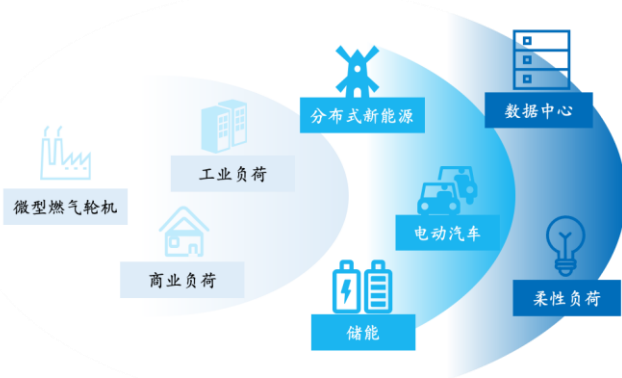 分布式新能源
数据中心
工业负荷
微型燃气轮机
电动汽车
商业负荷
柔性负荷
储能